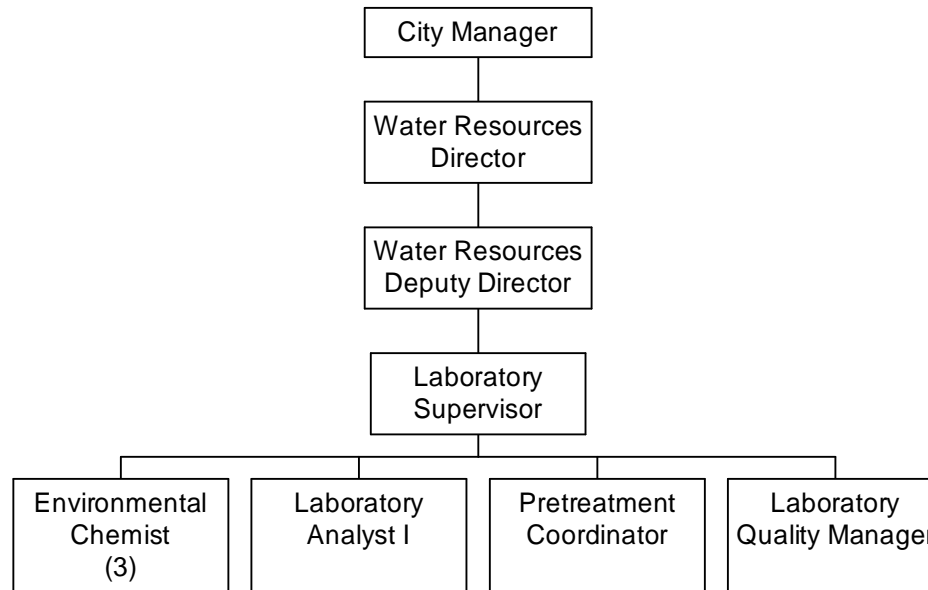 City Manager
Water Resources
Director
Water Resources
Deputy Director
Laboratory
Supervisor
Environmental
Chemist
(3)
Laboratory
Analyst I
Pretreatment
Coordinator
Laboratory
Quality Manager